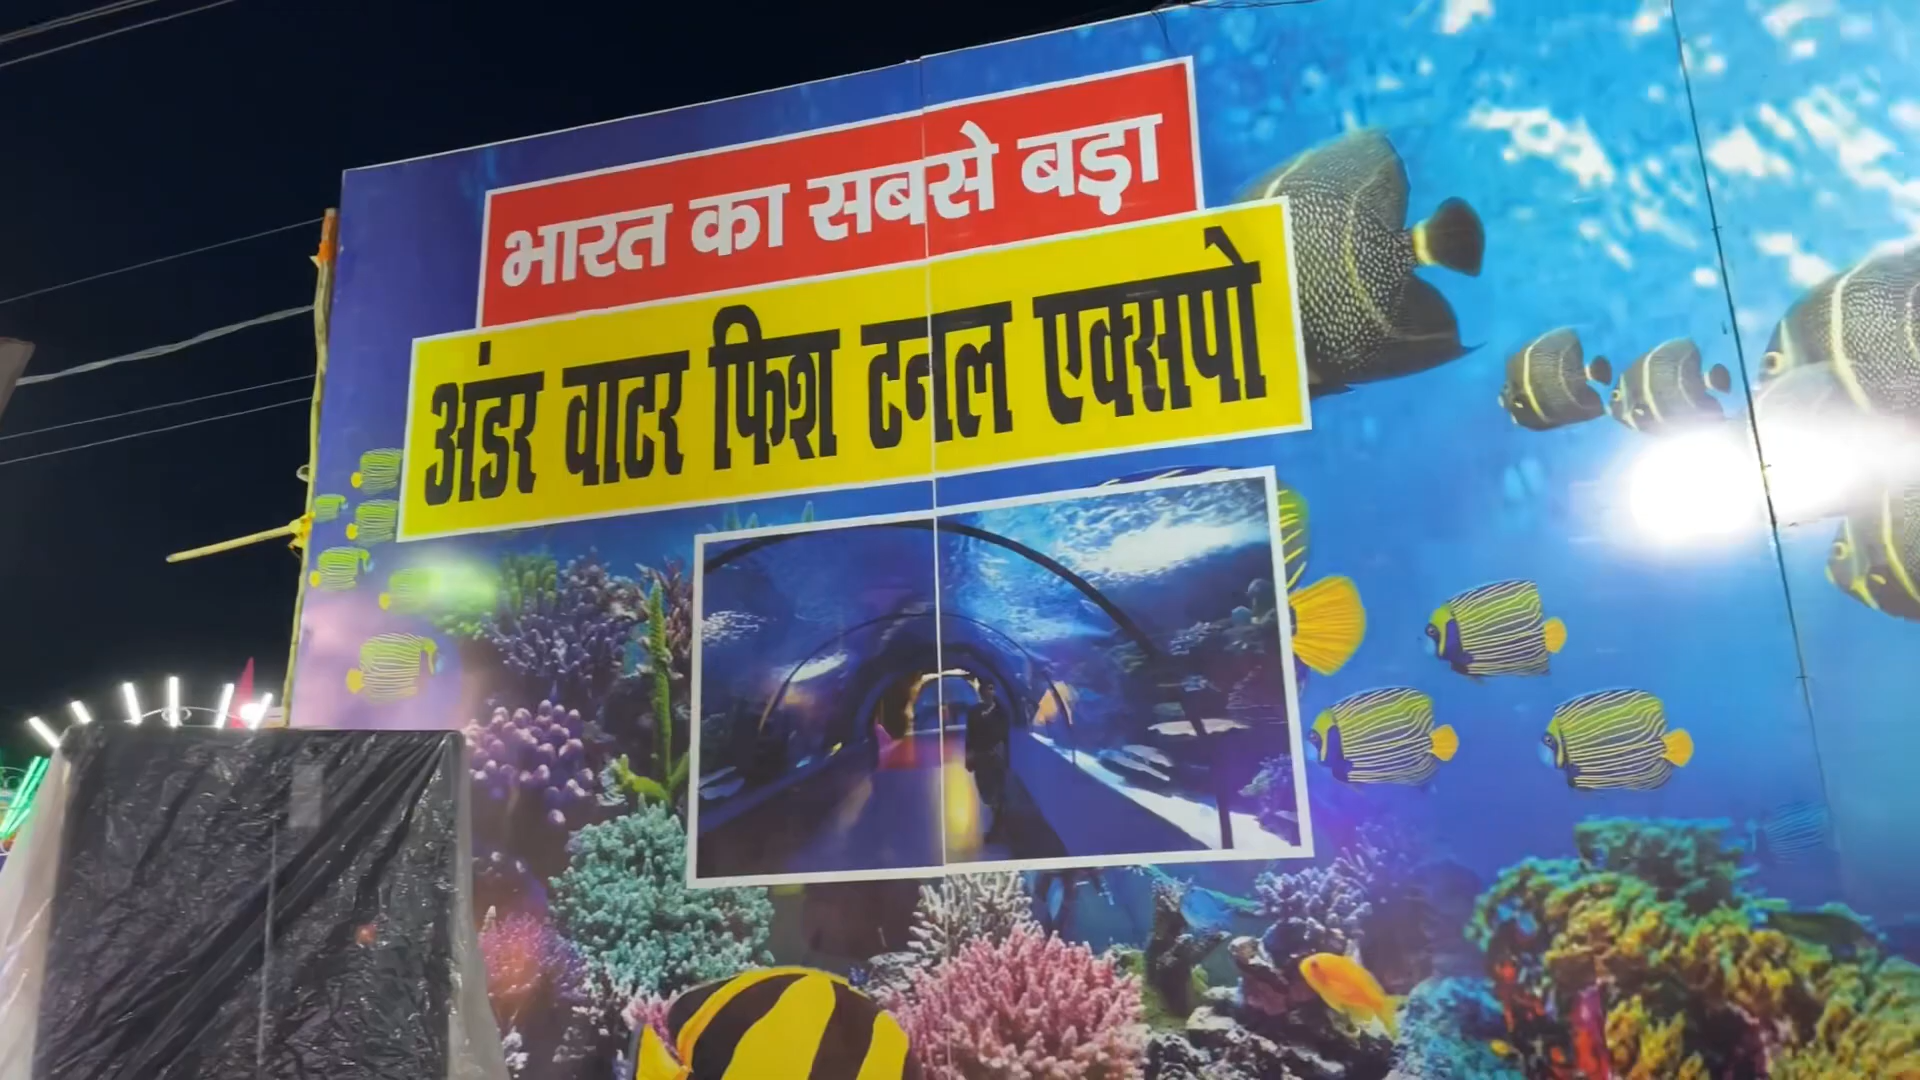 भारत का सबसे बड़ा
अंडर वाटर फिश टनल एक्सपो